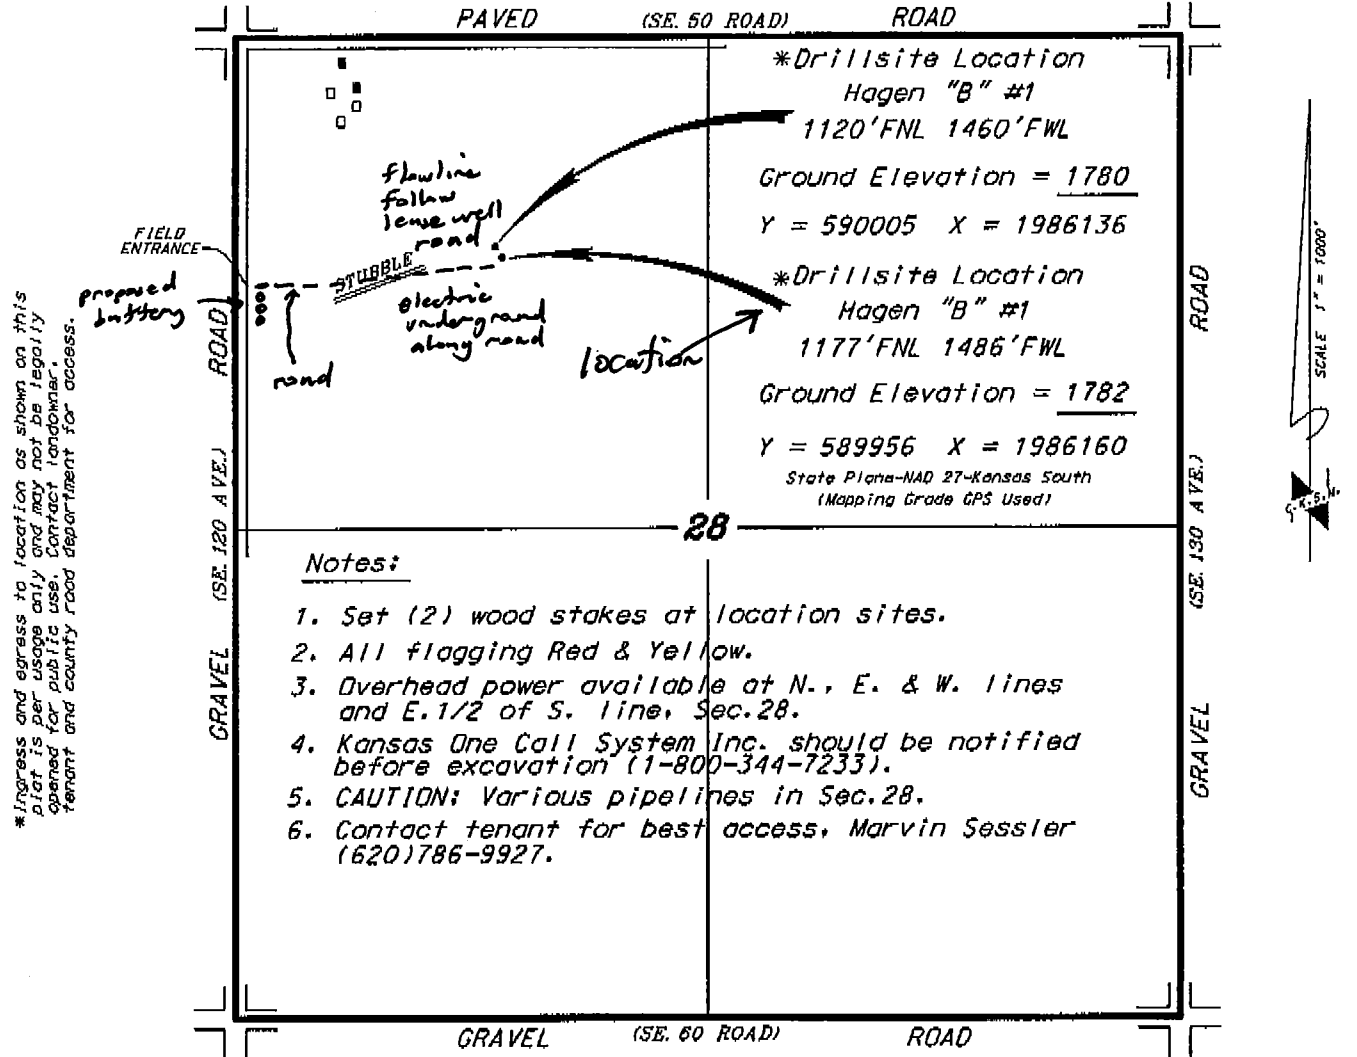 PAVED (SE. 50 ROAD) ROAD
*Drillsite Location
Hagen "B" #1
1120'FNL 1460'FWL
Ground Elevation = 1780
Y = 590005 X = 1986136
*Drillsite Location
Hagen "B" #1
1177'FNL 1486'FWL
Ground Elevation = 1782
Y = 589956 X = 1986160
State Plane-NAD 27-Kansas South
(Mapping Grade GPS Used)
flowline
follow
lease well
road
FIELD
ENTRANCE
STUBBLE
proposed
battery
electric
underground
along road
road
location
28
Notes:
1. Set (2) wood stakes at location sites.
2. All flagging Red & Yellow.
3. Overhead power available at N., E. & W. lines
and E.1/2 of S. line, Sec.28.
4. Kansas One Call System Inc. should be notified
before excavation (1-800-344-7233).
5. CAUTION: Various pipelines in Sec.28.
6. Contact tenant for best access, Marvin Sessler
(620)786-9927.
GRAVEL (SE. 60 ROAD) ROAD
GRAVEL (SE. 120 AVE.) ROAD
GRAVEL (SE. 130 AVE.) ROAD
*Ingress and egress to location as shown on this
plat is per usage only and may not be legally
opened for public use. Contact landowner,
tenant and county road department for access.
SCALE 1" = 1000'
G.K.S.N.